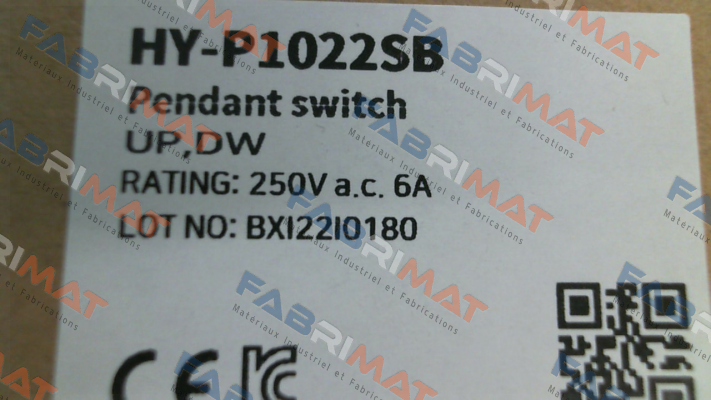 HY-P1022SB
Pendant switch
UP,DW
RATING: 250V a.c. 6A
LOT NO: BXI22I0180
CE
FABRIMAT
Matériaux Industriel et Fabrications